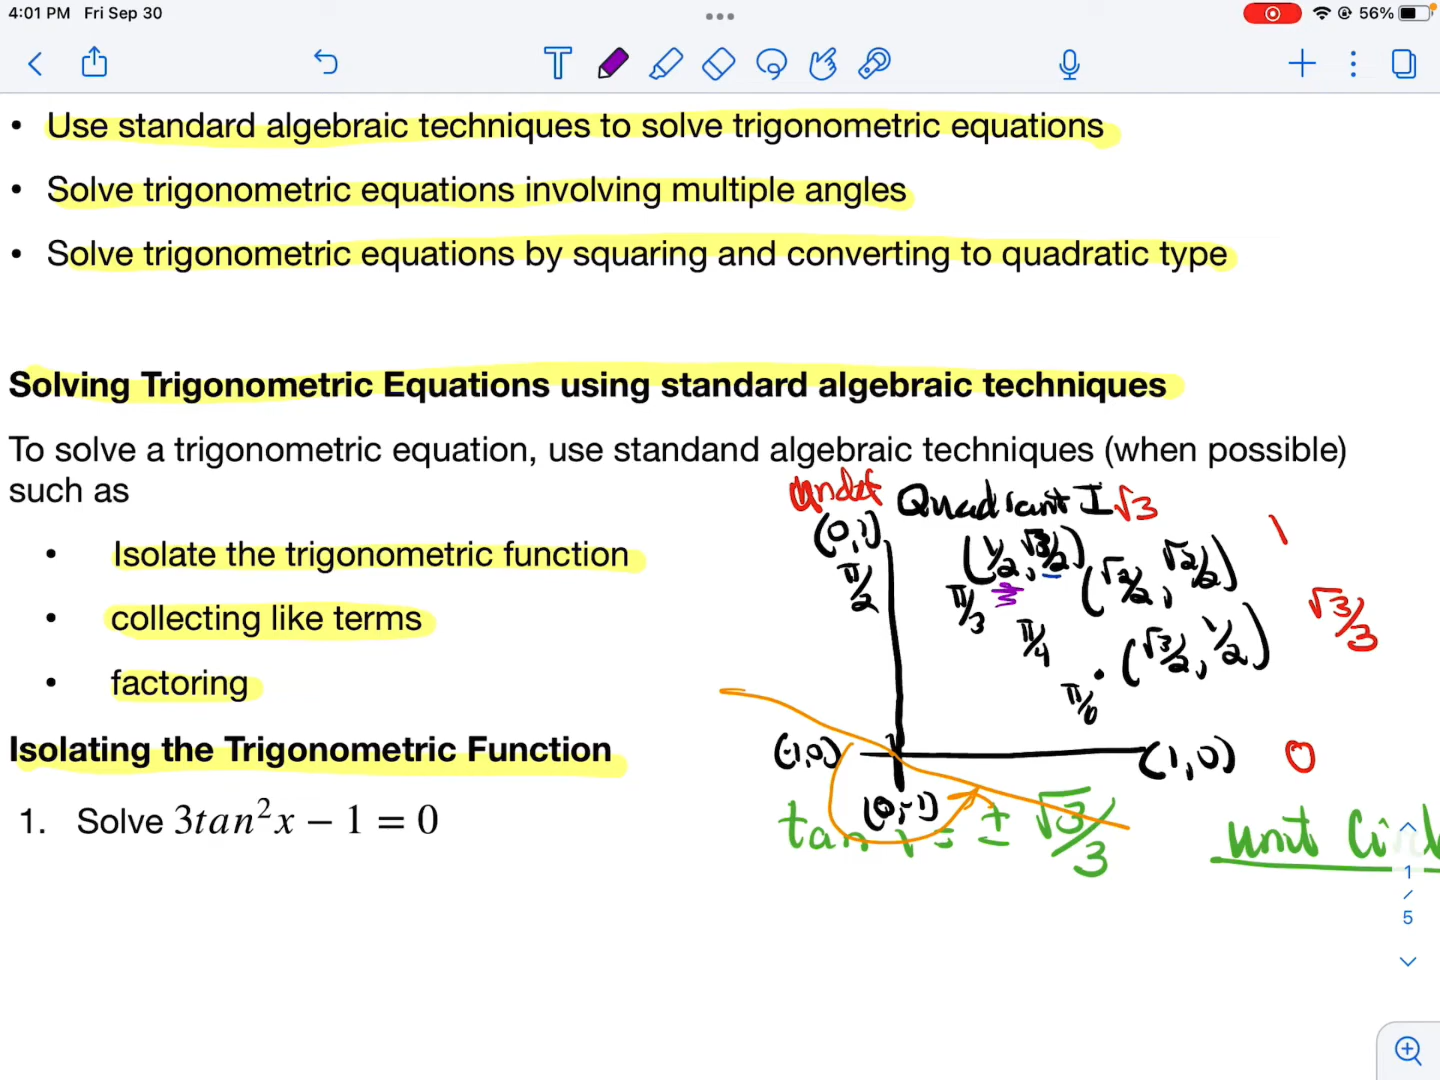 4:01 PM Fri Sep 30
56%
• Use standard algebraic techniques to solve trigonometric equations
• Solve trigonometric equations involving multiple angles
• Solve trigonometric equations by squaring and converting to quadratic type
Solving Trigonometric Equations using standard algebraic techniques
To solve a trigonometric equation, use standand algebraic techniques (when possible)
such as
undef Quadrant I √3
(0,1) (1/2, √3/2) 1
• Isolate the trigonometric function
π/2 π/3 (√2/2, √2/2)
• collecting like terms
π/4 (√3/2, 1/2) √3/3
• factoring
π/6
Isolating the Trigonometric Function
(-1,0) (1,0) 0
(0,-1)
1. Solve 3tan²x − 1 = 0
tan = ± √3/3 unit
1
/
5